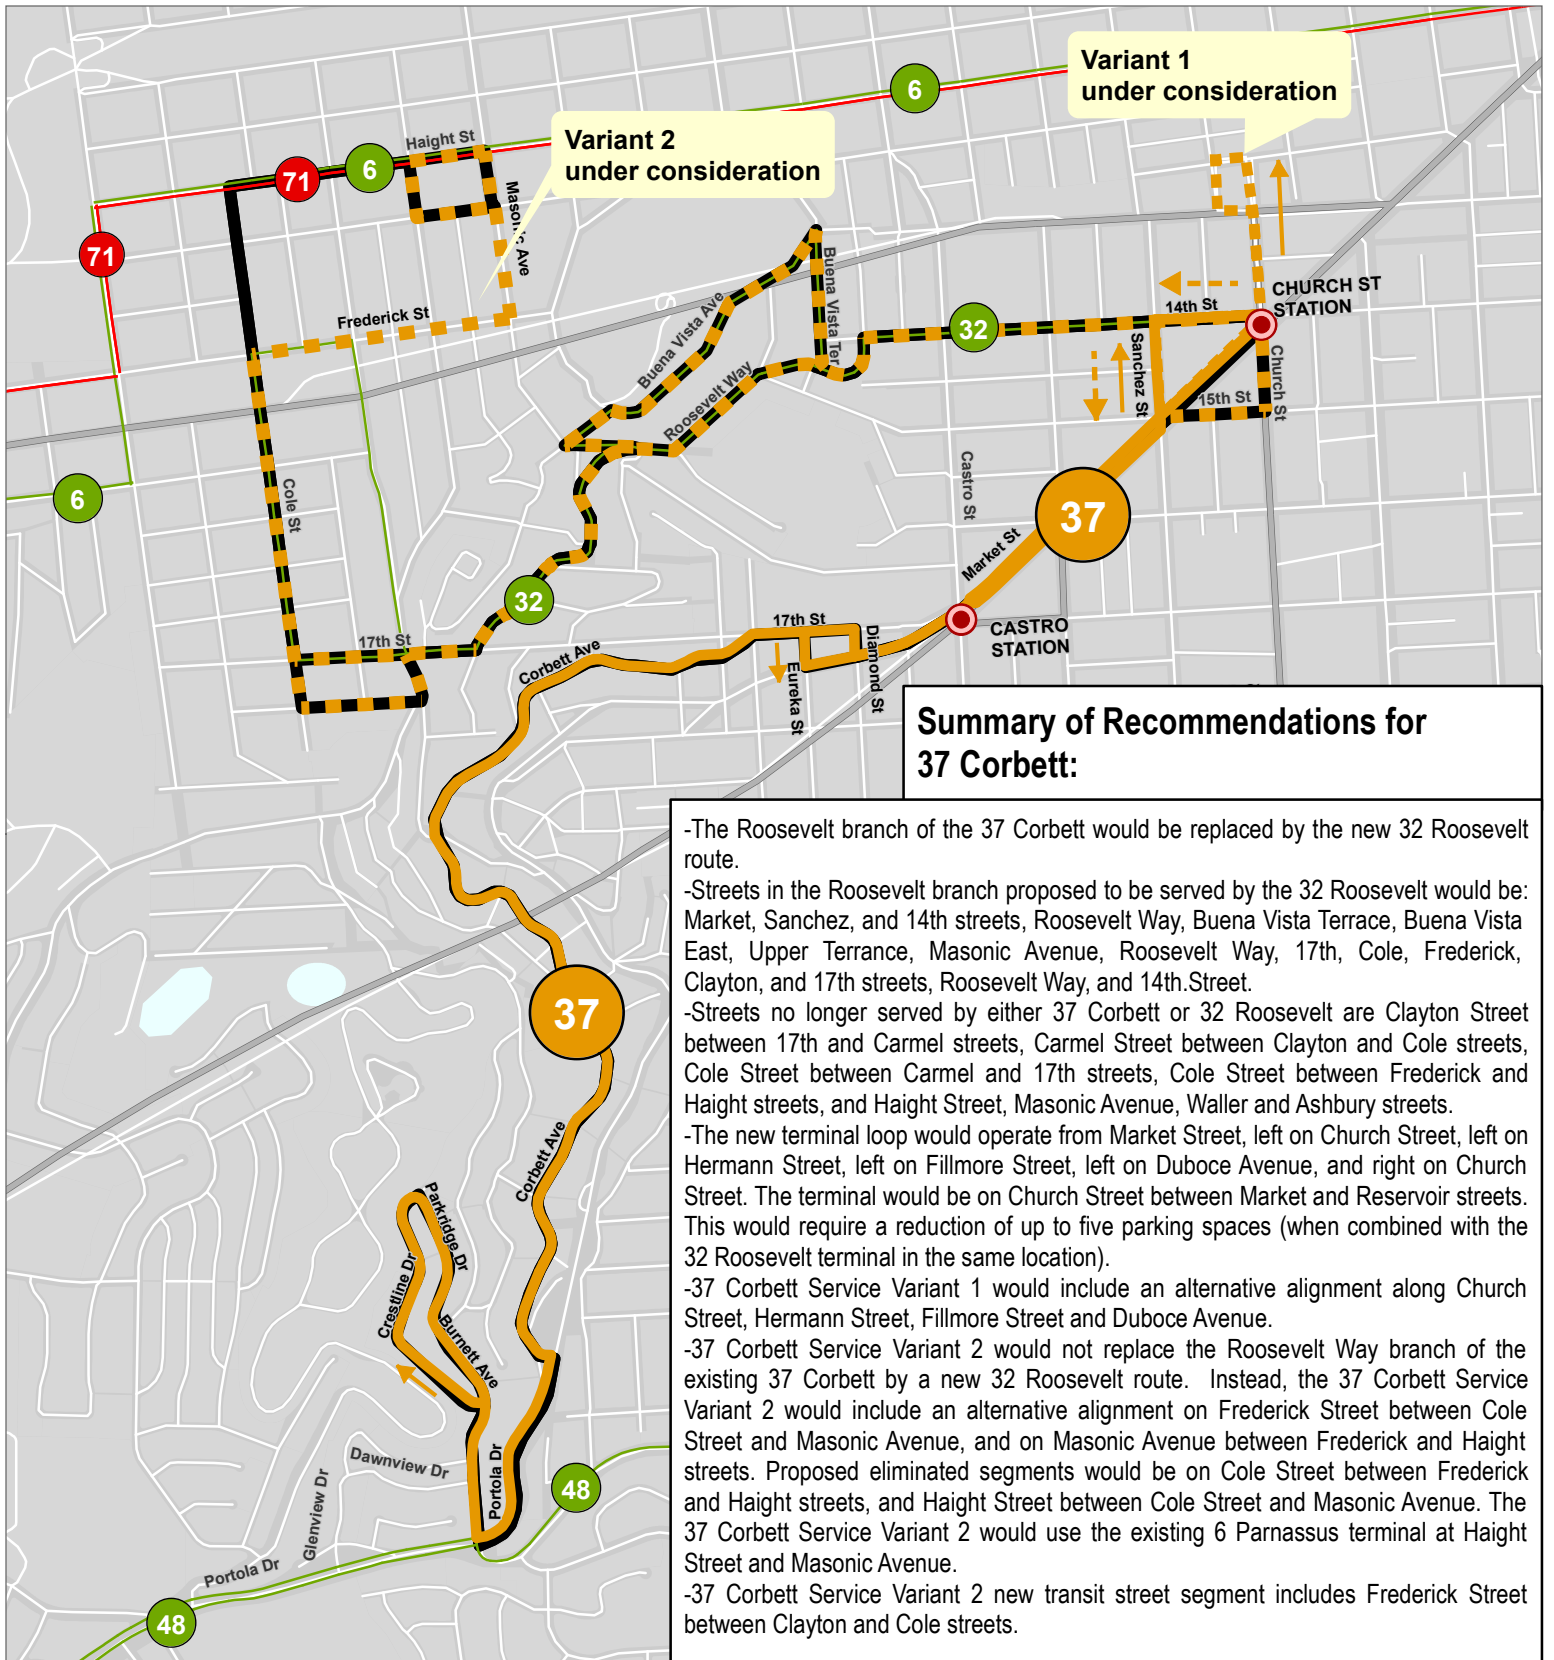 Variant 1
under consideration
6
Variant 2
under consideration
Haight St
6
71
Masonic Ave
71
Buena Vista Ter
Buena Vista Ave
CHURCH ST
STATION
14th St
Frederick St
32
Sanchez St
Church St
Roosevelt Way
15th St
Castro St
6
Cole St
37
Market St
32
17th St
17th St
CASTRO
STATION
Corbett Ave
Diamond St
Eureka St
Summary of Recommendations for
37 Corbett:
-The Roosevelt branch of the 37 Corbett would be replaced by the new 32 Roosevelt
route.
-Streets in the Roosevelt branch proposed to be served by the 32 Roosevelt would be:
Market, Sanchez, and 14th streets, Roosevelt Way, Buena Vista Terrace, Buena Vista
East, Upper Terrance, Masonic Avenue, Roosevelt Way, 17th, Cole, Frederick,
Clayton, and 17th streets, Roosevelt Way, and 14th.Street.
-Streets no longer served by either 37 Corbett or 32 Roosevelt are Clayton Street
between 17th and Carmel streets, Carmel Street between Clayton and Cole streets,
Cole Street between Carmel and 17th streets, Cole Street between Frederick and
Haight streets, and Haight Street, Masonic Avenue, Waller and Ashbury streets.
-The new terminal loop would operate from Market Street, left on Church Street, left on
Hermann Street, left on Fillmore Street, left on Duboce Avenue, and right on Church
Street. The terminal would be on Church Street between Market and Reservoir streets.
This would require a reduction of up to five parking spaces (when combined with the
32 Roosevelt terminal in the same location).
-37 Corbett Service Variant 1 would include an alternative alignment along Church
Street, Hermann Street, Fillmore Street and Duboce Avenue.
-37 Corbett Service Variant 2 would not replace the Roosevelt Way branch of the
existing 37 Corbett by a new 32 Roosevelt route. Instead, the 37 Corbett Service
Variant 2 would include an alternative alignment on Frederick Street between Cole
Street and Masonic Avenue, and on Masonic Avenue between Frederick and Haight
streets. Proposed eliminated segments would be on Cole Street between Frederick
and Haight streets, and Haight Street between Cole Street and Masonic Avenue. The
37 Corbett Service Variant 2 would use the existing 6 Parnassus terminal at Haight
Street and Masonic Avenue.
-37 Corbett Service Variant 2 new transit street segment includes Frederick Street
between Clayton and Cole streets.
37
Corbett Ave
Parkridge Dr
Crestline Dr
Burnett Ave
Dawnview Dr
Portola Dr
Glenview Dr
48
Portola Dr
48